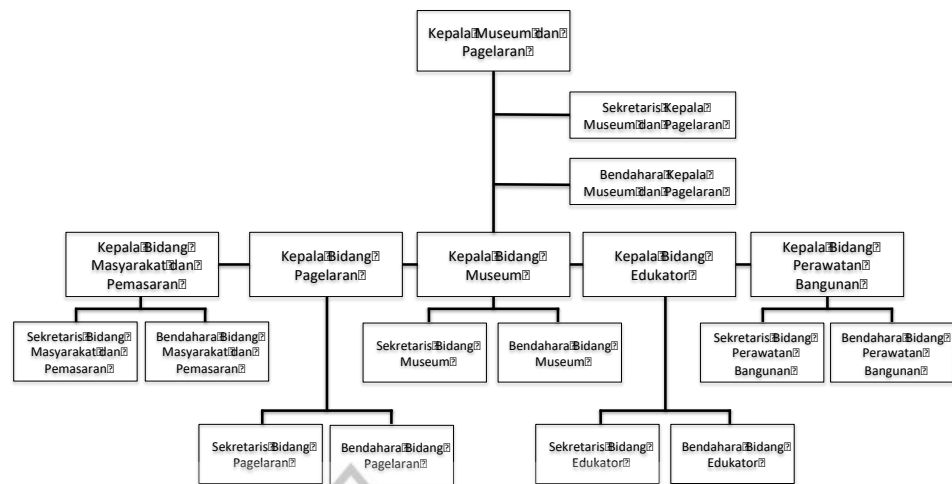 Kepala Museum dan
Pagelaran
Sekretaris Kepala
Museum dan Pagelaran
Bendahara Kepala
Museum dan Pagelaran
Kepala Bidang
Masyarakat dan
Pemasaran
Kepala Bidang
Pagelaran
Kepala Bidang
Museum
Kepala Bidang
Edukator
Kepala Bidang
Perawatan
Bangunan
Sekretaris Bidang
Masyarakat dan
Pemasaran
Bendahara Bidang
Masyarakat dan
Pemasaran
Sekretaris Bidang
Museum
Bendahara Bidang
Museum
Sekretaris Bidang
Perawatan
Bangunan
Bendahara Bidang
Perawatan
Bangunan
Sekretaris Bidang
Pagelaran
Bendahara Bidang
Pagelaran
Sekretaris Bidang
Edukator
Bendahara Bidang
Edukator